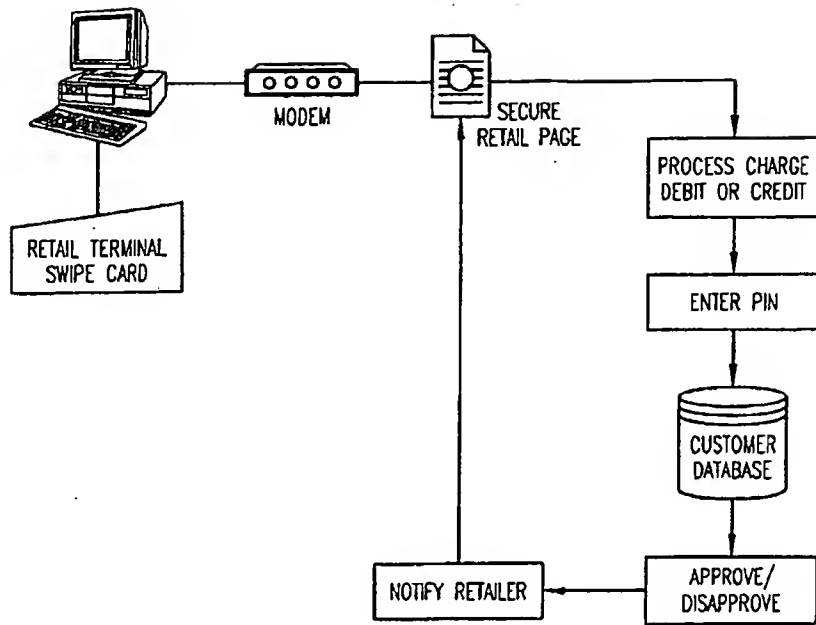 MODEM
SECURE
RETAIL PAGE
RETAIL TERMINAL
SWIPE CARD
PROCESS CHARGE
DEBIT OR CREDIT
ENTER PIN
CUSTOMER
DATABASE
APPROVE/
DISAPPROVE
NOTIFY RETAILER